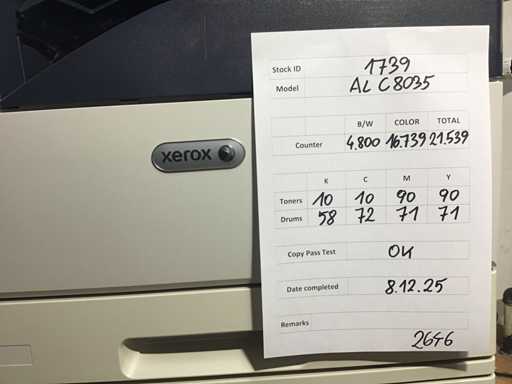 xerox
Stock ID 1739
Model AL C8035
B/W COLOR TOTAL
Counter 4.800 16.739 21.539
K C M Y
Toners 10 10 90 90
Drums 58 72 71 71
Copy Pass Test OK
Date completed 8.12.25
Remarks
2646